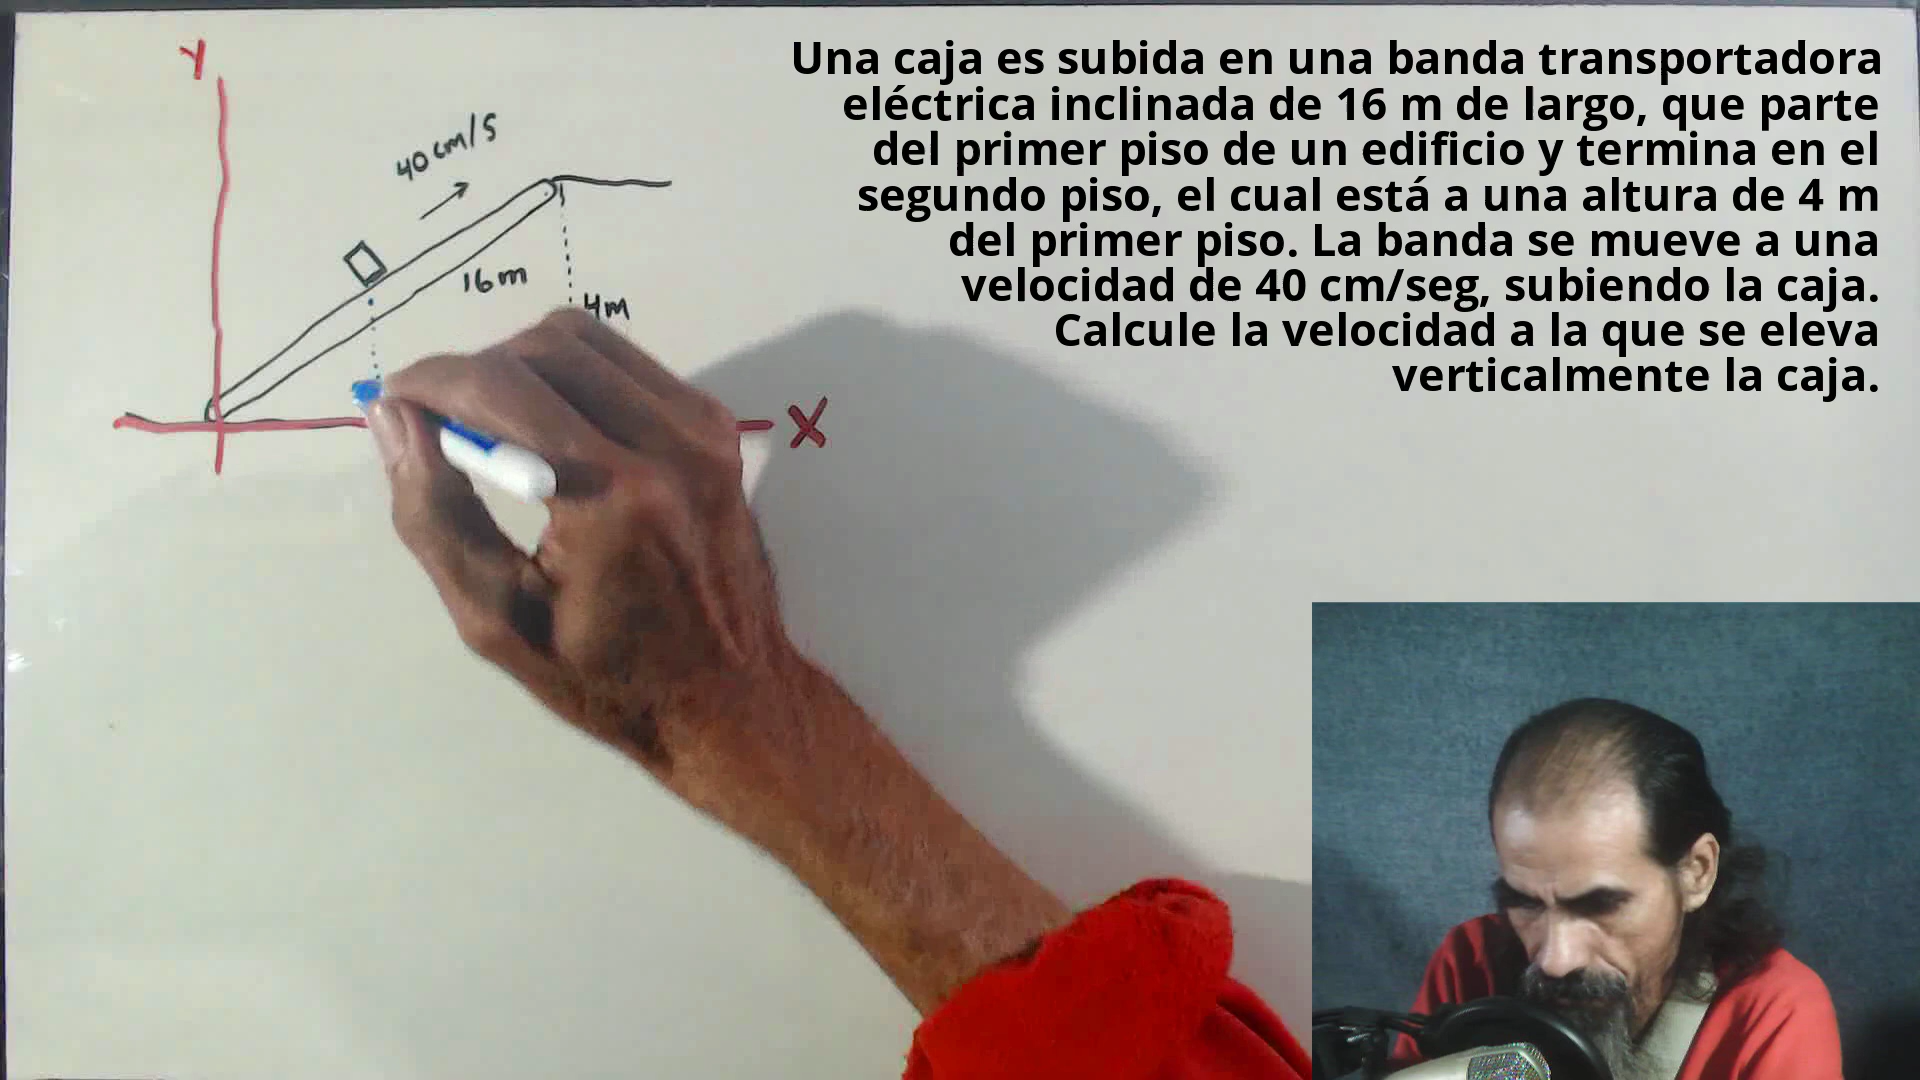 Y
40 cm/s
16 m
4m
X
Una caja es subida en una banda transportadora
eléctrica inclinada de 16 m de largo, que parte
del primer piso de un edificio y termina en el
segundo piso, el cual está a una altura de 4 m
del primer piso. La banda se mueve a una
velocidad de 40 cm/seg, subiendo la caja.
Calcule la velocidad a la que se eleva
verticalmente la caja.